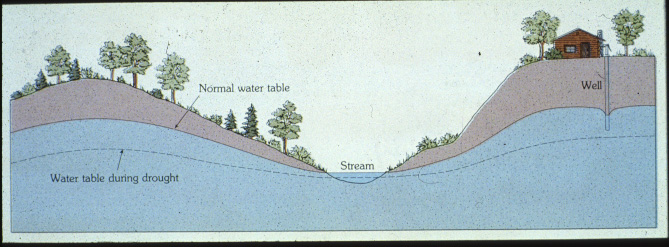 Normal water table
Well
Stream
Water table during drought